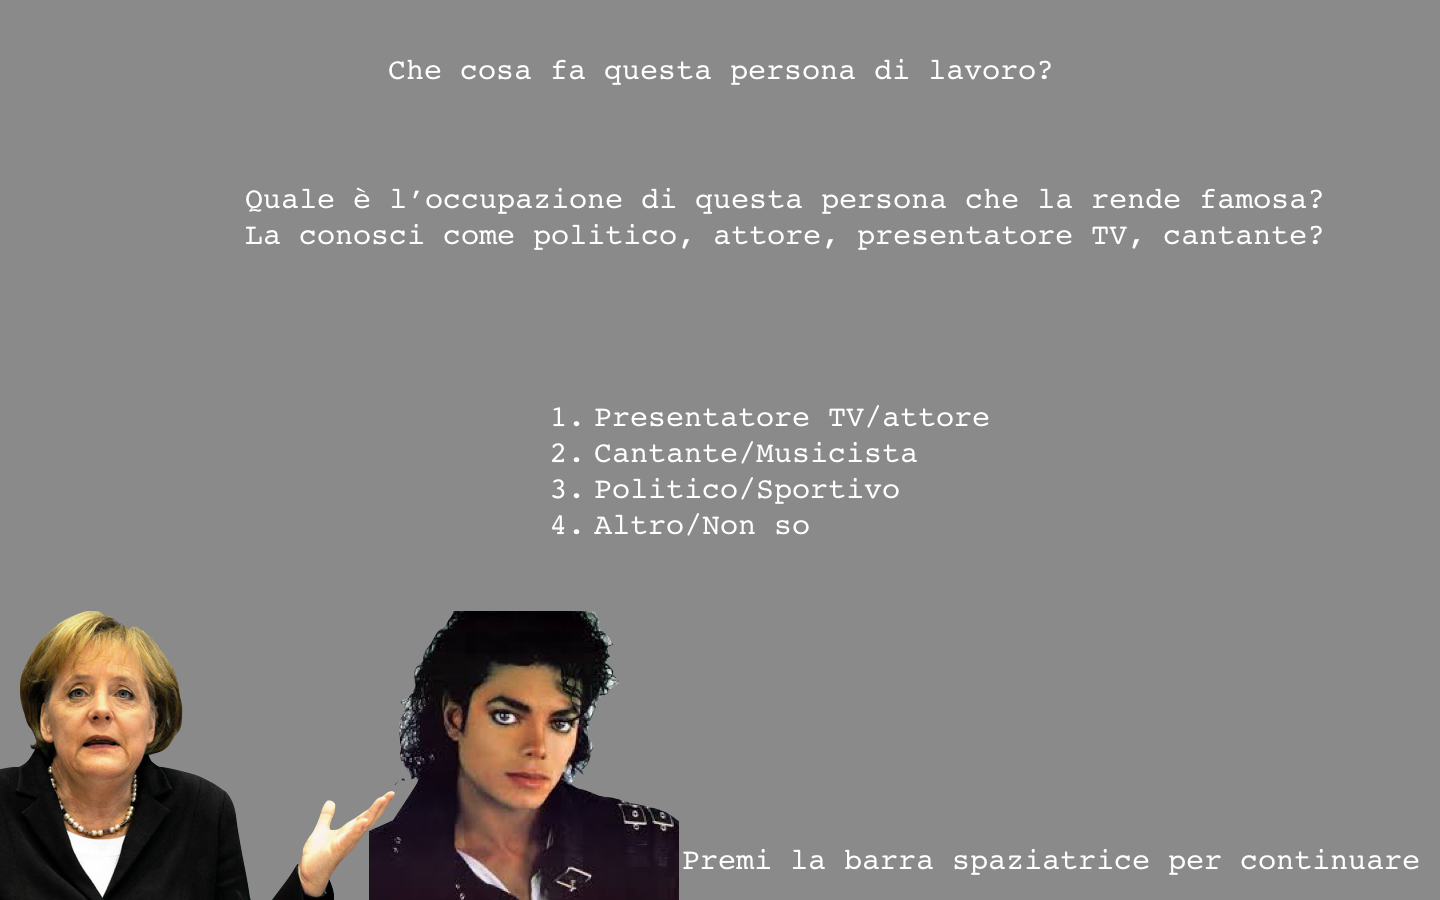 Che cosa fa questa persona di lavoro?
Quale è l’occupazione di questa persona che la rende famosa?
La conosci come politico, attore, presentatore TV, cantante?
1. Presentatore TV/attore
2. Cantante/Musicista
3. Politico/Sportivo
4. Altro/Non so
Premi la barra spaziatrice per continuare